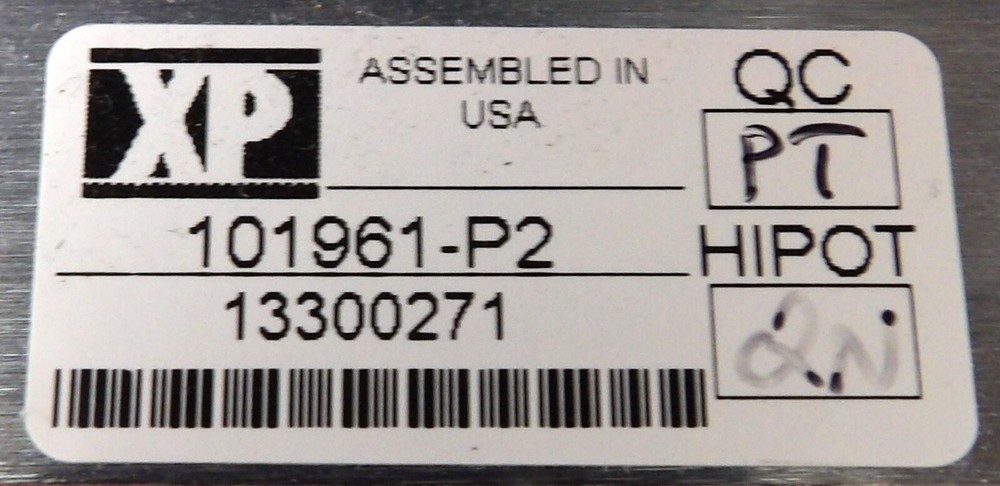 XP
ASSEMBLED IN
USA
101961-P2
13300271
QC
PT
HIPOT